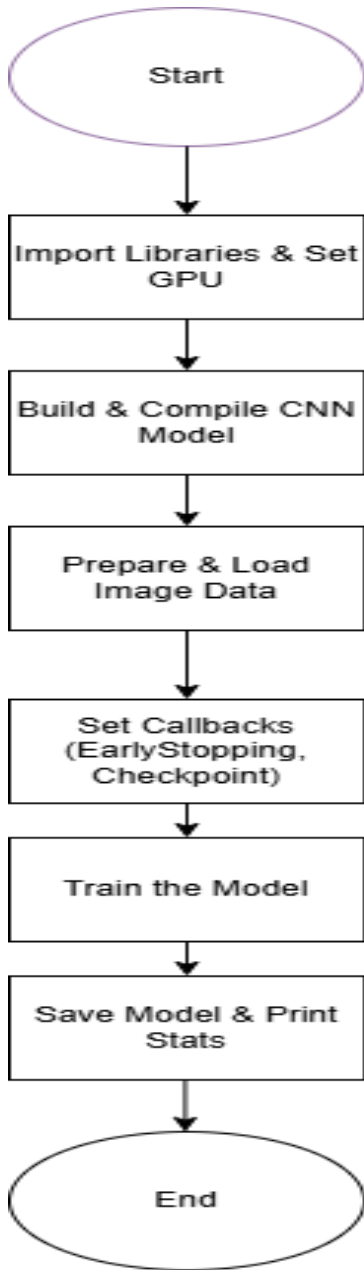 Start
Import Libraries & Set
GPU
Build & Compile CNN
Model
Prepare & Load
Image Data
Set Callbacks
(EarlyStopping,
Checkpoint)
Train the Model
Save Model & Print
Stats
End